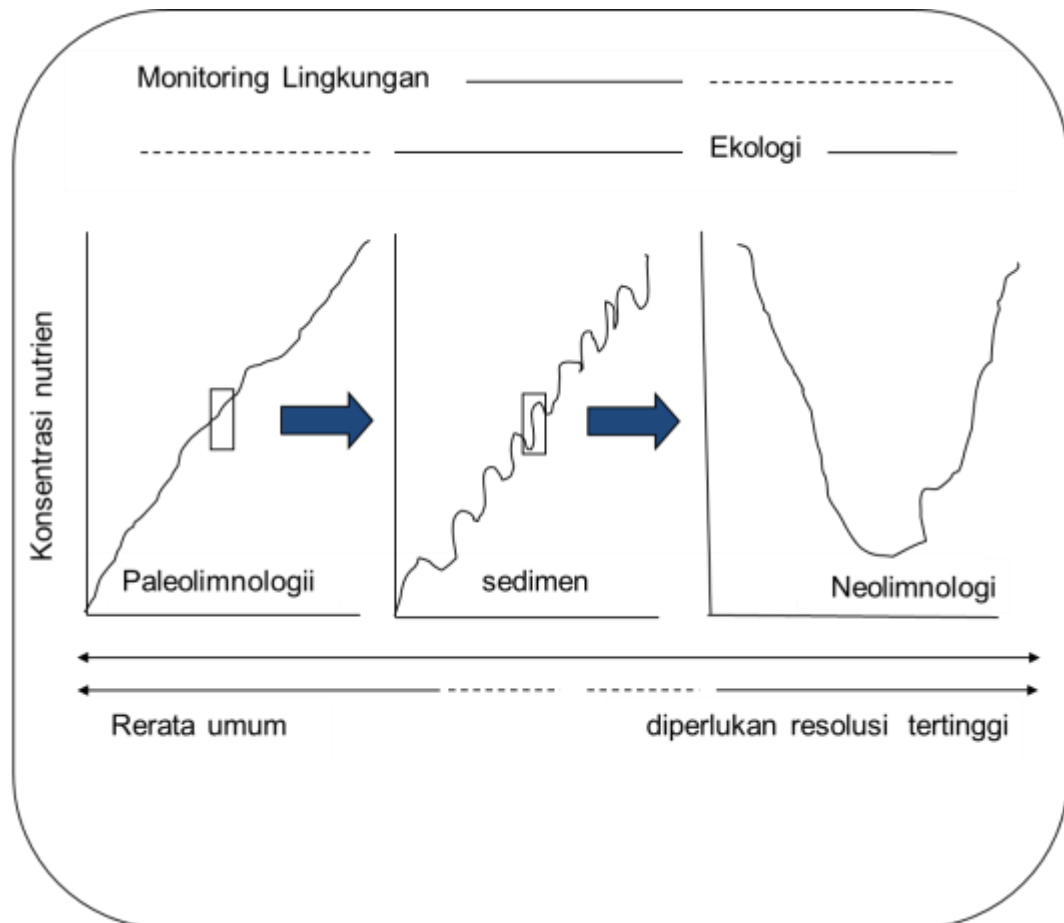 Monitoring Lingkungan
Ekologi
Konsentrasi nutrien
Paleolimnologii
sedimen
Neolimnologi
Rerata umum
diperlukan resolusi tertinggi